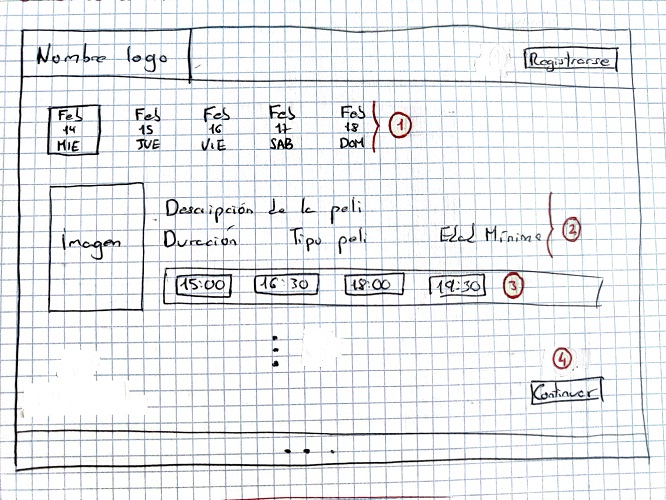 Nombre logo
Registrarse
Feb Feb Feb Feb Feb
14 15 16 17 18
MIE JUE VIE SAB DOM
1
Imagen
Descripción de la peli
Duración Tipo peli Edad Mínima
2
15:00 16:30 18:00 19:30
3
4
Continuar